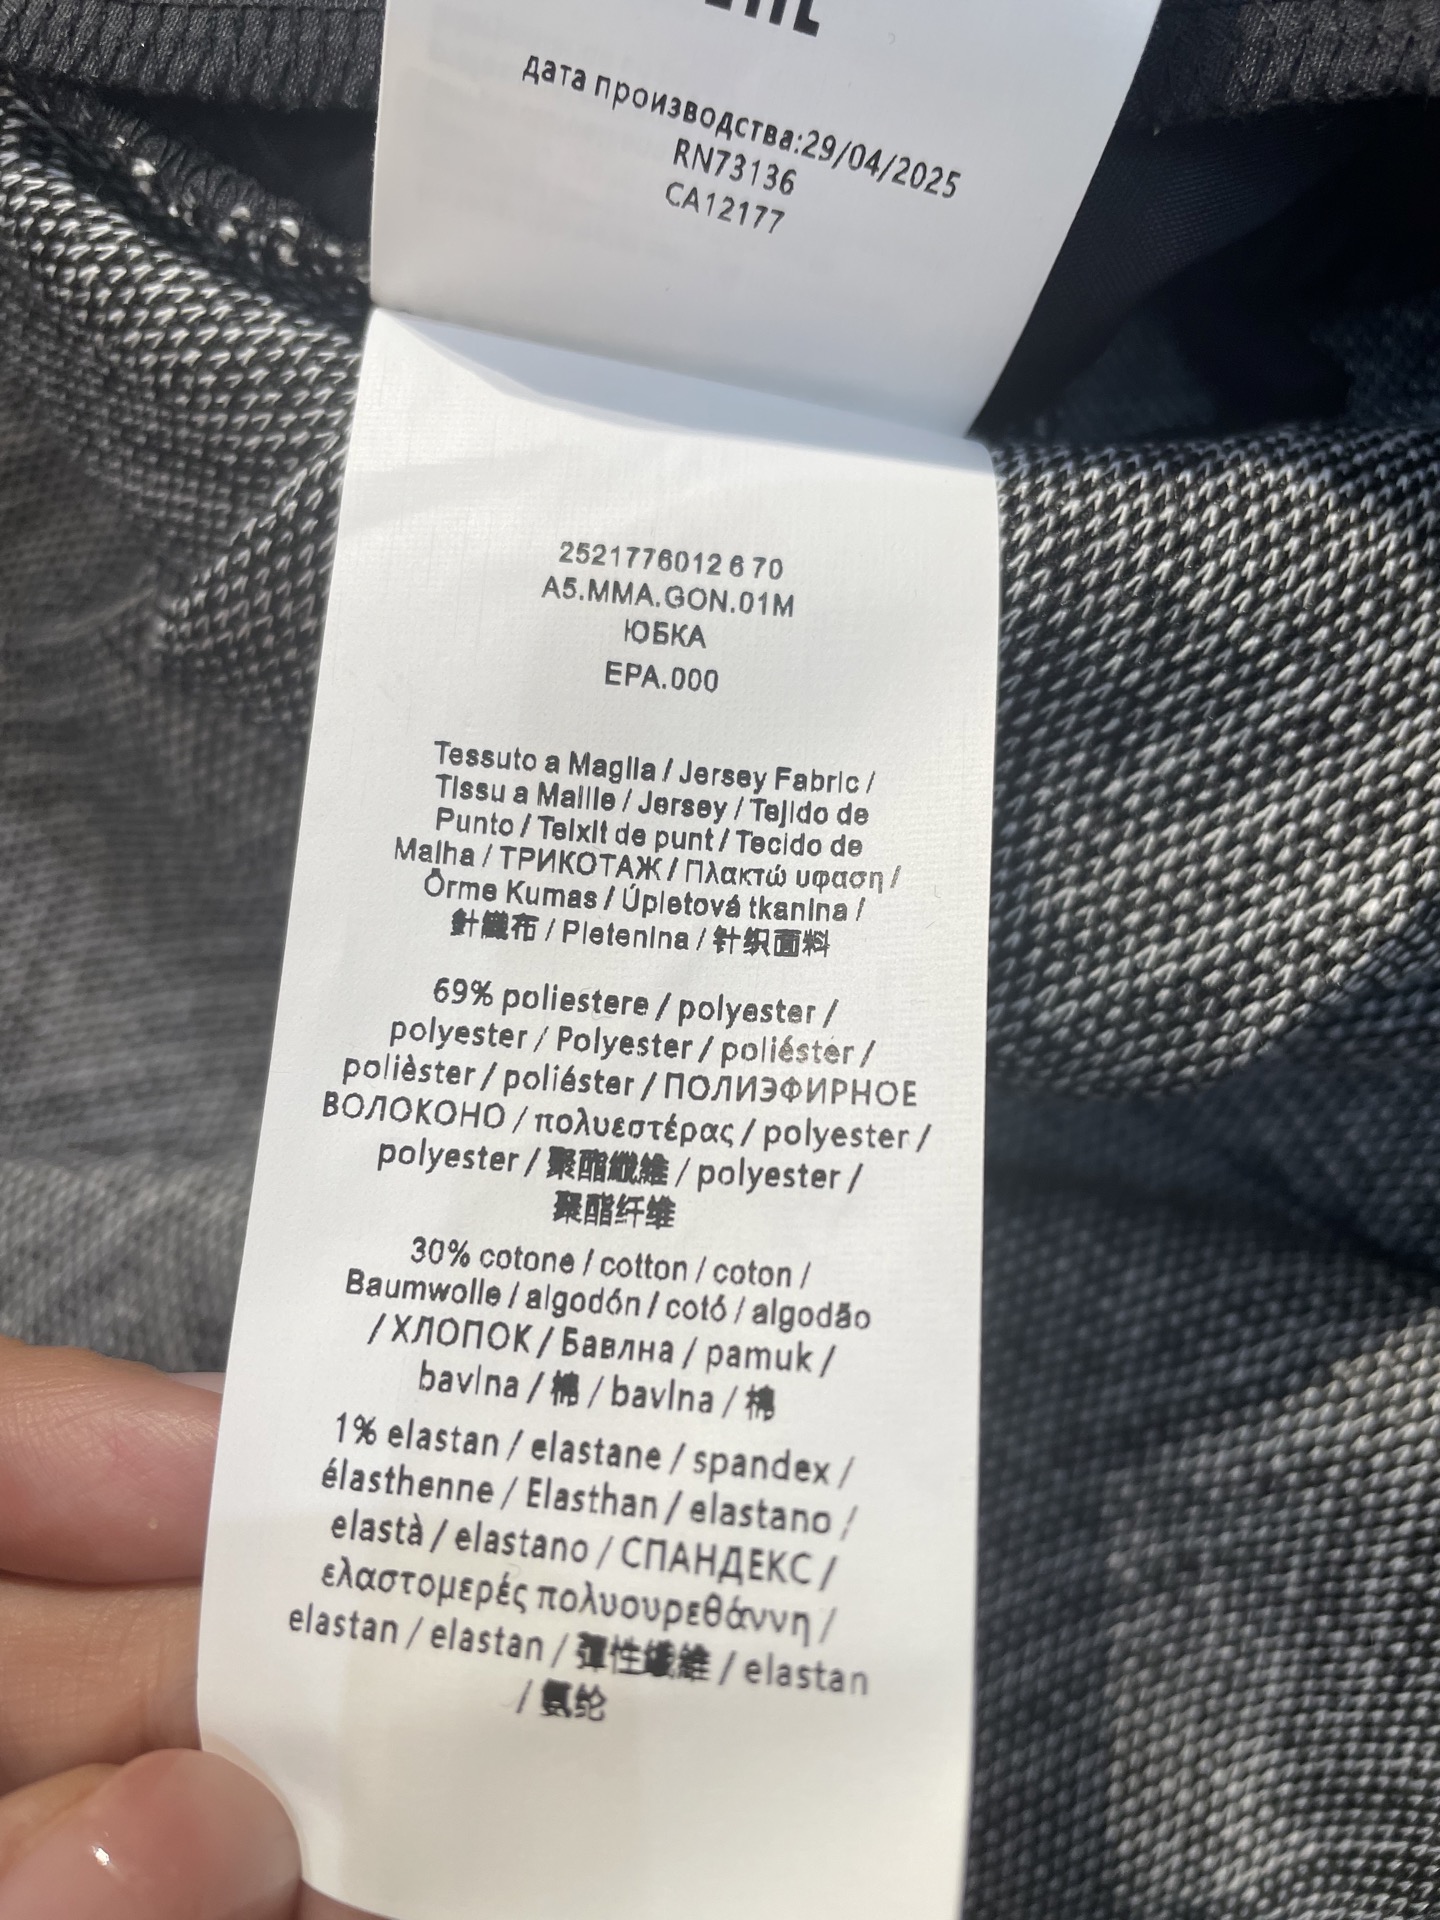 дата производства:29/04/2025
RN73136
CA12177
2521776012 6 70
A5.MMA.GON.01M
ЮБКА
EPA.000
Tessuto a Maglia / Jersey Fabric /
Tissu a Maille / Jersey / Tejido de
Punto / Teixit de punt / Tecido de
Malha / ТРИКОТАЖ / Πλακτώ υφαση /
Örme Kumas / Úpletová tkanina /
針織布 / Pletenina / 针织面料
69% poliestere / polyester /
polyester / Polyester / poliéster /
polièster / poliéster / ПОЛИЭФИРНОЕ
ВОЛОКОНО / πολυεστέρας / polyester /
polyester / 聚酯纖維 / polyester /
聚酯纤维
30% cotone / cotton / coton /
Baumwolle / algodón / cotó / algodão
/ ХЛОПОК / Бавлна / pamuk /
bavlna / 棉 / bavlna / 棉
1% elastan / elastane / spandex /
élasthenne / Elasthan / elastano /
elastà / elastano / СПАНДЕКС /
ελαστομερές πολυουρεθάννη /
elastan / elastan / 彈性纖維 / elastan
/ 氨纶